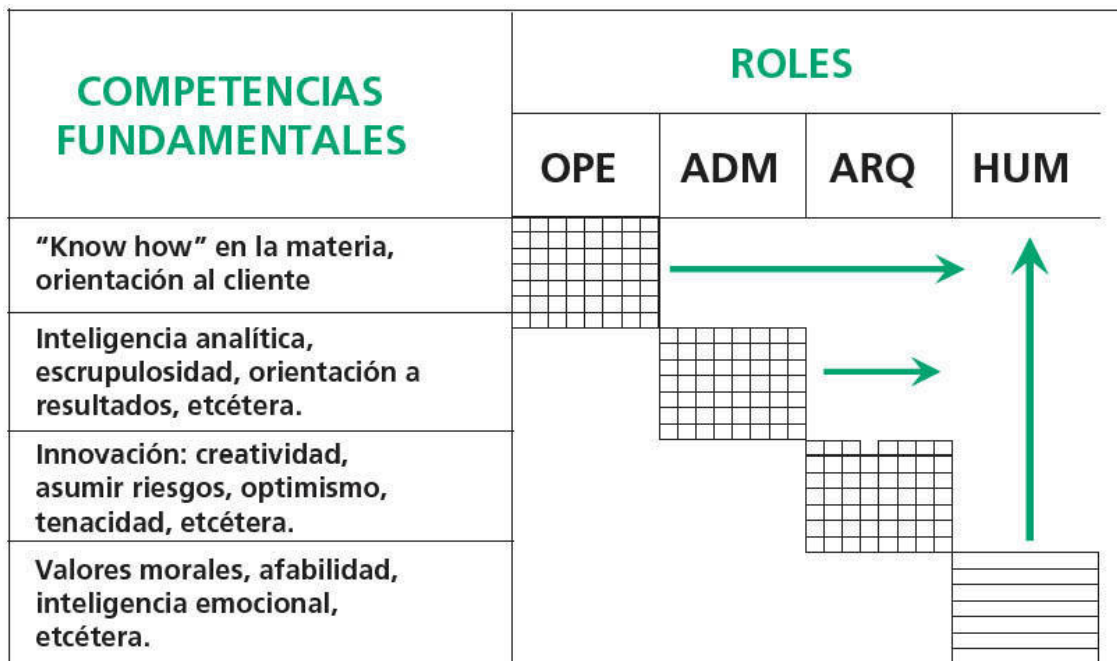 COMPETENCIAS
FUNDAMENTALES
ROLES
OPE
ADM
ARQ
HUM
“Know how” en la materia,
orientación al cliente
Inteligencia analítica,
escrupulosidad, orientación a
resultados, etcétera.
Innovación: creatividad,
asumir riesgos, optimismo,
tenacidad, etcétera.
Valores morales, afabilidad,
inteligencia emocional,
etcétera.